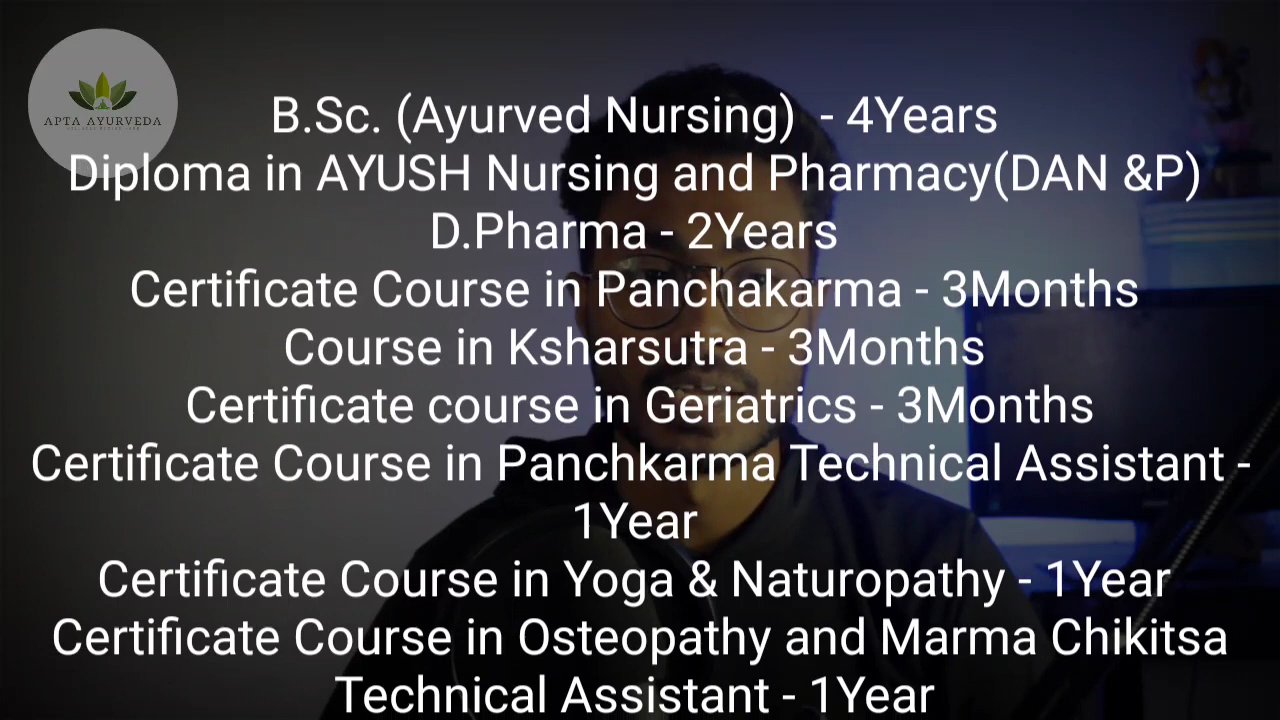 APTA AYURVEDA
B.Sc. (Ayurved Nursing) - 4Years
Diploma in AYUSH Nursing and Pharmacy(DAN &P)
D.Pharma - 2Years
Certificate Course in Panchakarma - 3Months
Course in Ksharsutra - 3Months
Certificate course in Geriatrics - 3Months
Certificate Course in Panchkarma Technical Assistant -
1Year
Certificate Course in Yoga & Naturopathy - 1Year
Certificate Course in Osteopathy and Marma Chikitsa
Technical Assistant - 1Year